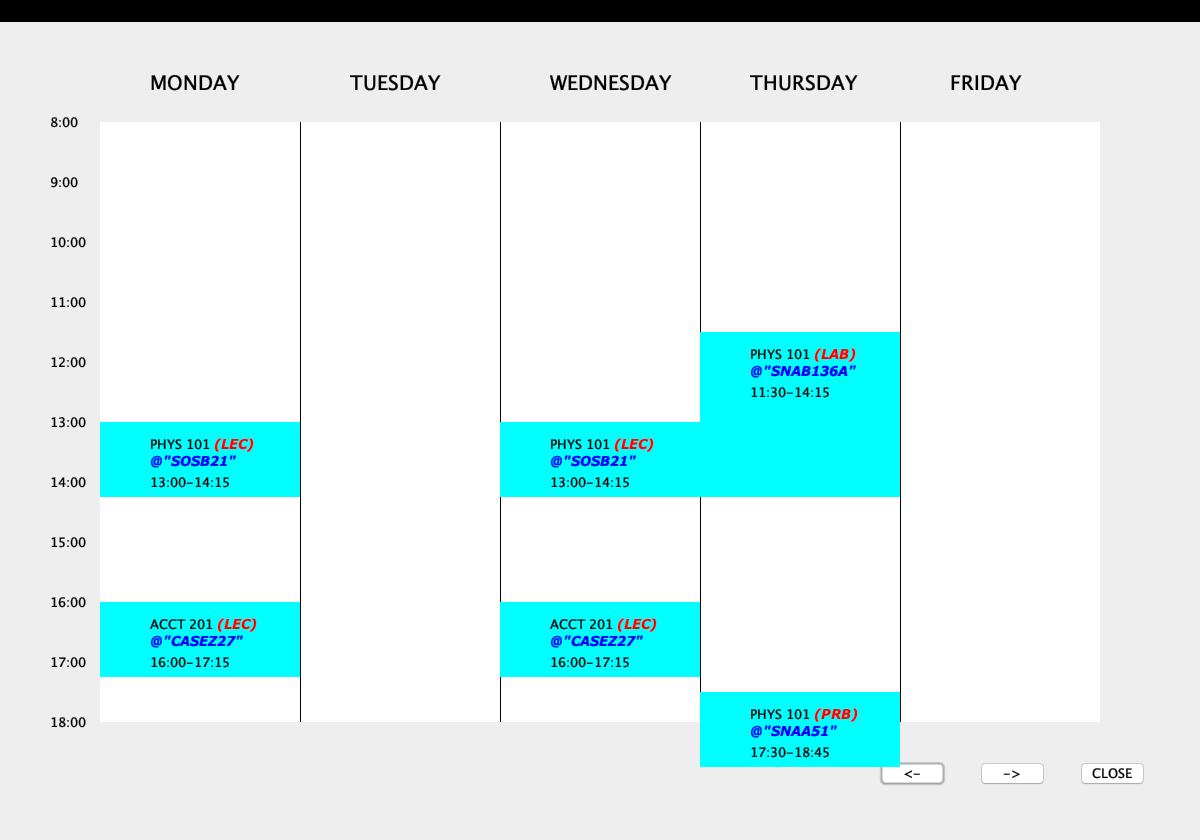 MONDAY TUESDAY WEDNESDAY THURSDAY FRIDAY
8:00
9:00
10:00
11:00
PHYS 101 (LAB)
12:00
@"SNAB136A"
11:30-14:15
13:00
PHYS 101 (LEC) PHYS 101 (LEC)
@"SOSB21" @"SOSB21"
14:00 13:00-14:15 13:00-14:15
15:00
16:00
ACCT 201 (LEC) ACCT 201 (LEC)
@"CASEZ27" @"CASEZ27"
17:00 16:00-17:15 16:00-17:15
18:00 PHYS 101 (PRB)
@"SNAA51"
17:30-18:45
<- -> CLOSE